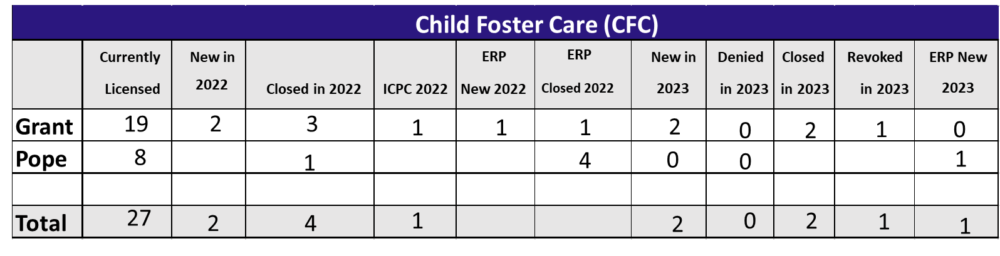 Child Foster Care (CFC)
Currently Licensed New in 2022 Closed in 2022 ICPC 2022 ERP New 2022 ERP Closed 2022 New in 2023 Denied in 2023 Closed in 2023 Revoked in 2023 ERP New 2023
Grant 19 2 3 1 1 1 2 0 2 1 0
Pope 8 1 4 0 0 1
Total 27 2 4 1 2 0 2 1 1